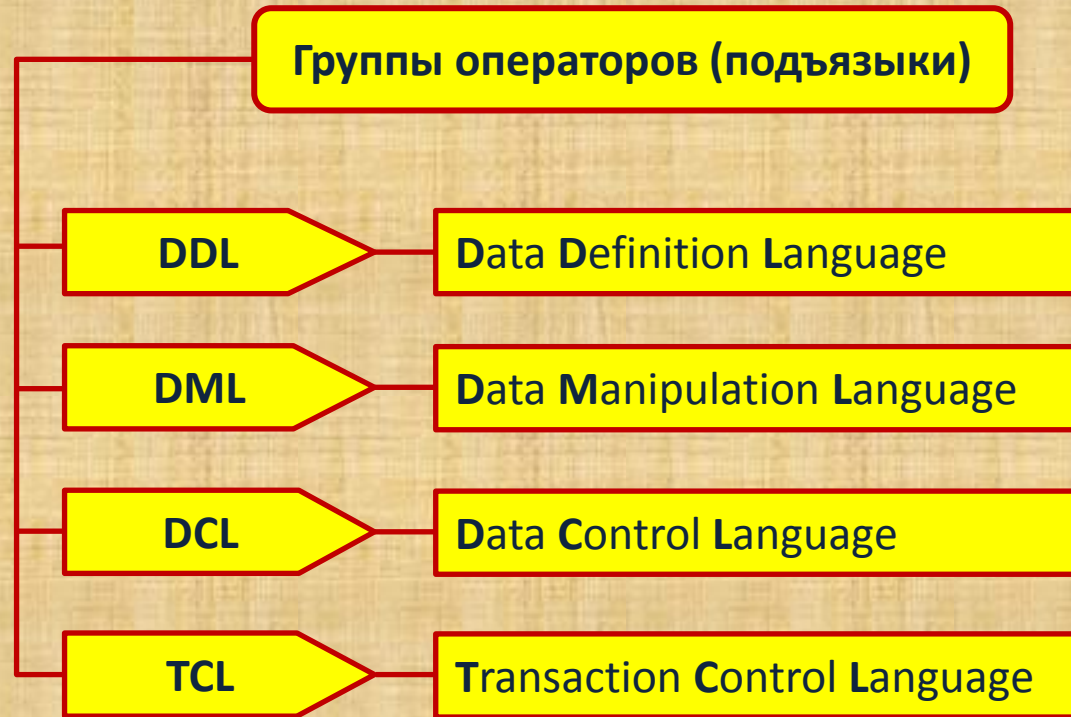 Группы операторов (подъязыки)
DDL
Data Definition Language
DML
Data Manipulation Language
DCL
Data Control Language
TCL
Transaction Control Language